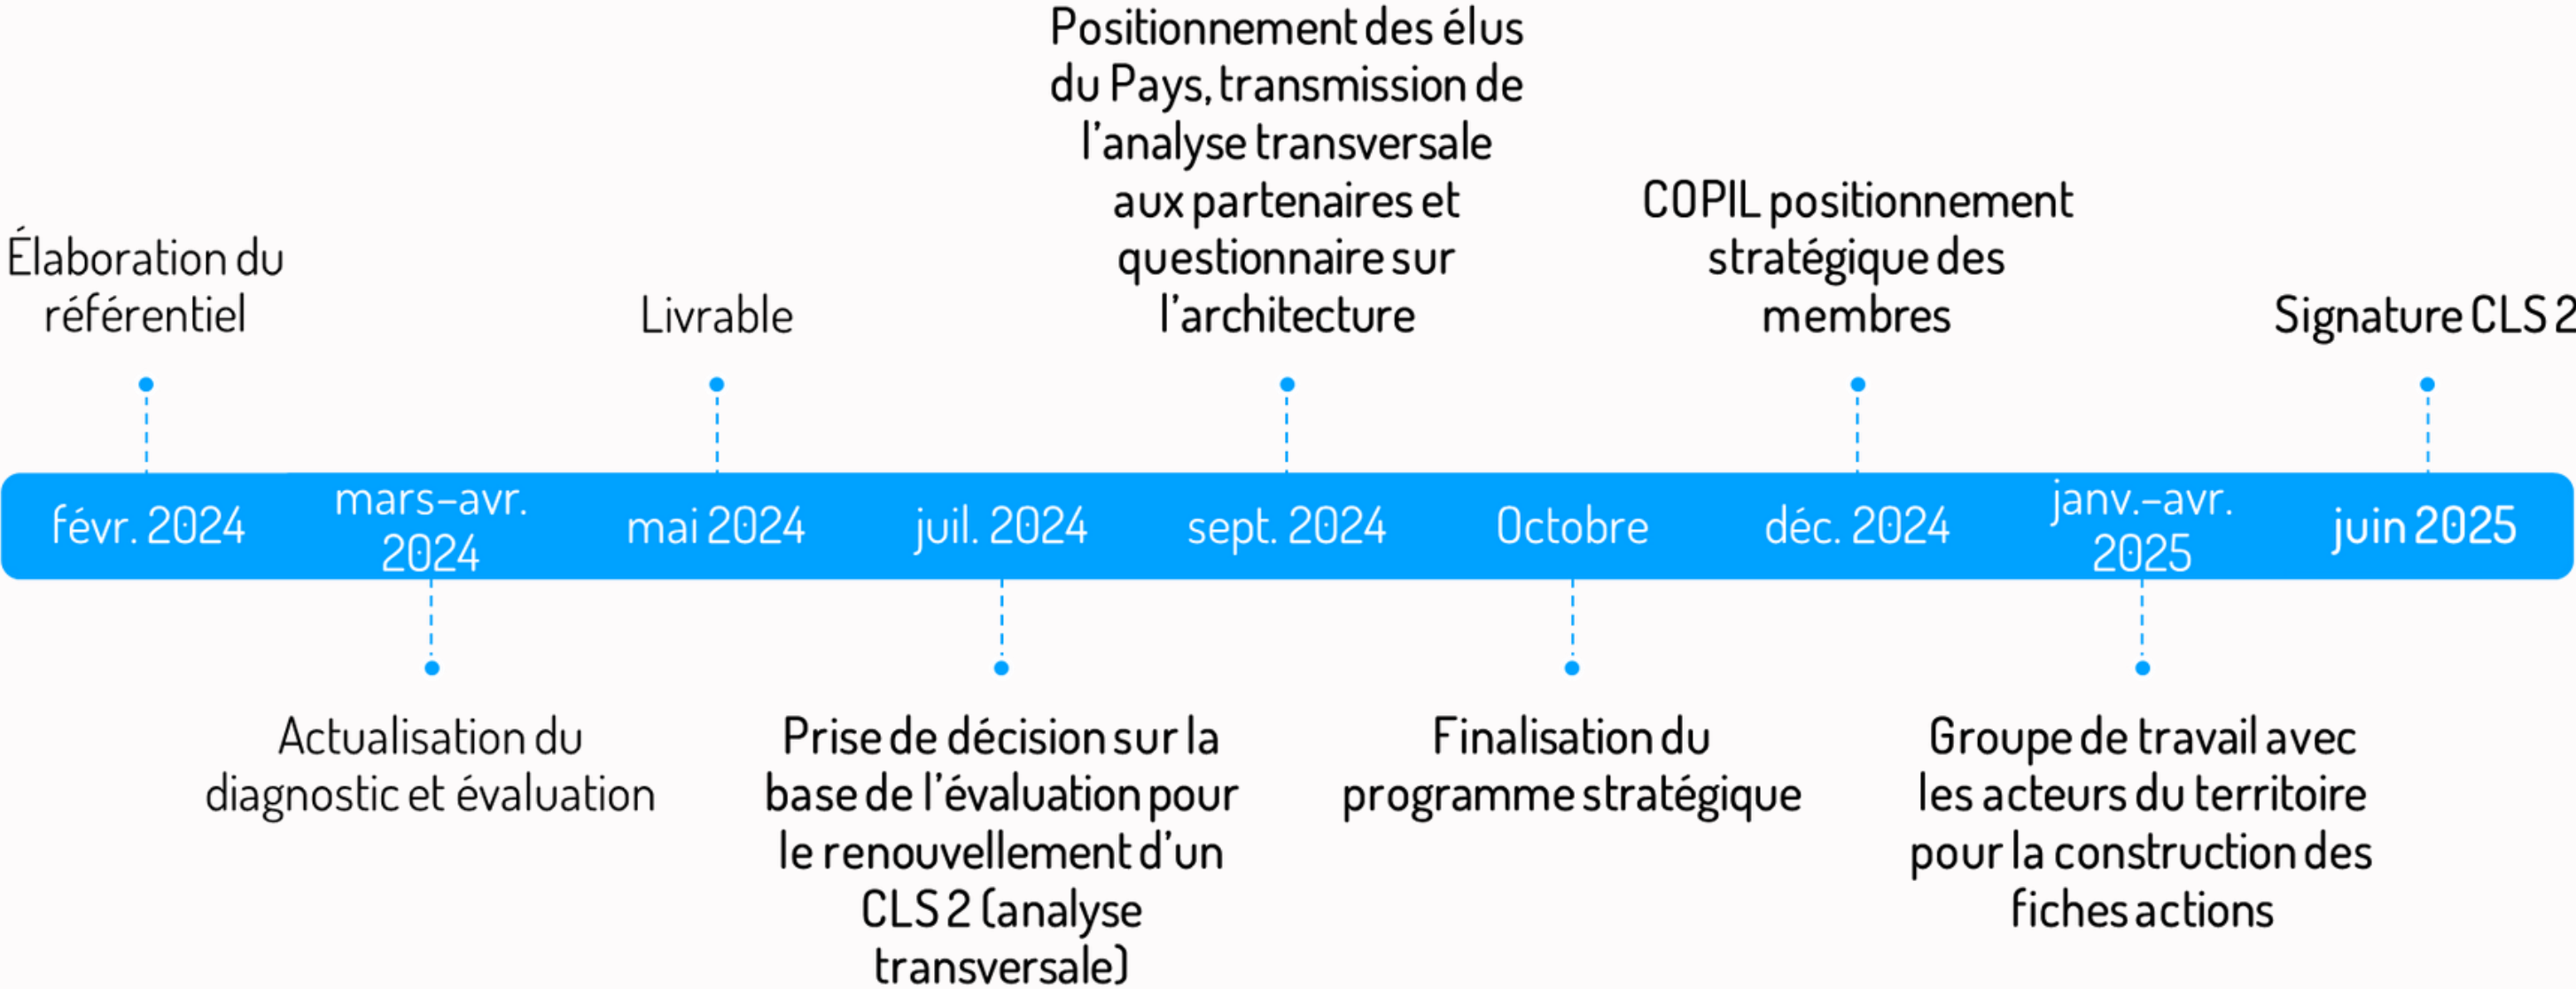 Positionnement des élus
du Pays, transmission de
l'analyse transversale
aux partenaires et
questionnaire sur
l'architecture
COPIL positionnement
stratégique des
membres
Élaboration du
référentiel
Livrable
Signature CLS 2
févr. 2024
mars-avr.
2024
mai 2024
juil. 2024
sept. 2024
Octobre
déc. 2024
janv.-avr.
2025
juin 2025
Actualisation du
diagnostic et évaluation
Prise de décision sur la
base de l'évaluation pour
le renouvellement d'un
CLS 2 (analyse
transversale)
Finalisation du
programme stratégique
Groupe de travail avec
les acteurs du territoire
pour la construction des
fiches actions